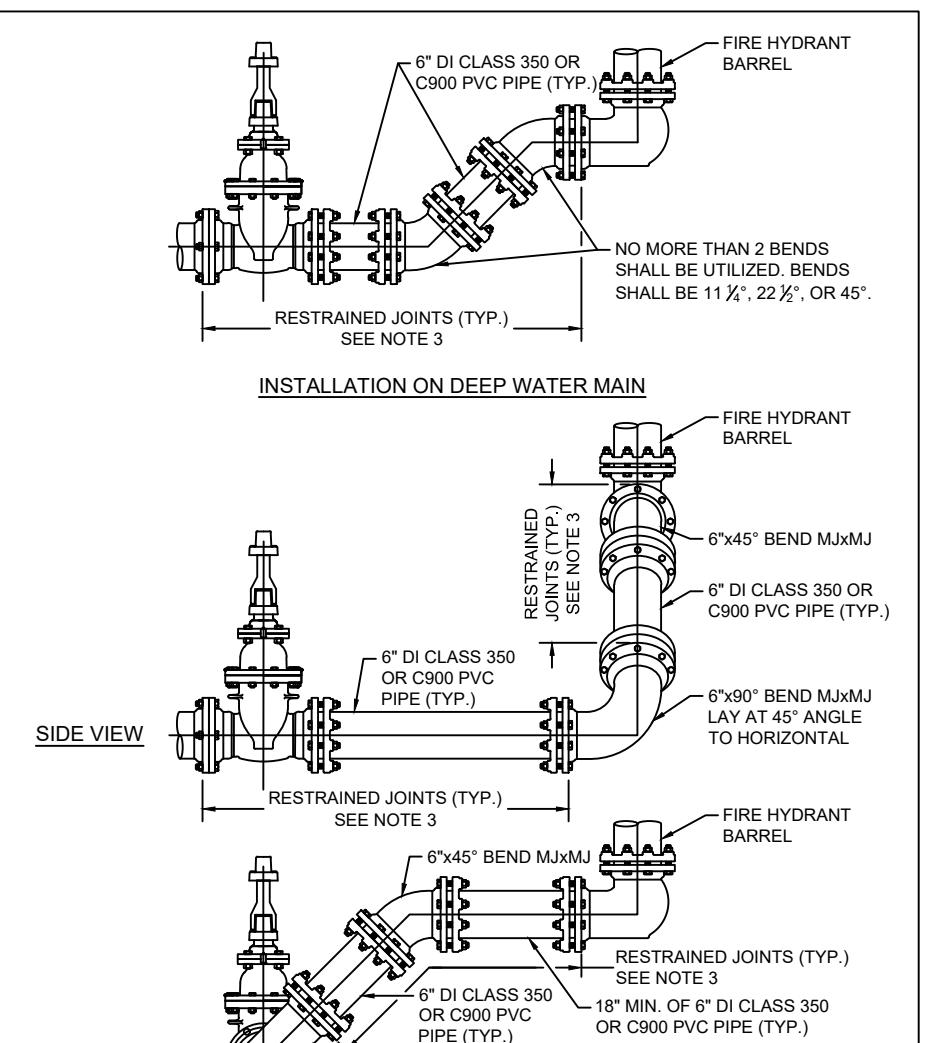 6" DI CLASS 350 OR
C900 PVC PIPE (TYP.)
FIRE HYDRANT
BARREL
NO MORE THAN 2 BENDS
SHALL BE UTILIZED. BENDS
SHALL BE 11 ¼°, 22 ½°, OR 45°.
RESTRAINED JOINTS (TYP.)
SEE NOTE 3
INSTALLATION ON DEEP WATER MAIN
FIRE HYDRANT
BARREL
RESTRAINED
JOINTS (TYP.)
SEE NOTE 3
6"x45° BEND MJxMJ
6" DI CLASS 350 OR
C900 PVC PIPE (TYP.)
6" DI CLASS 350
OR C900 PVC
PIPE (TYP.)
6"x90° BEND MJxMJ
LAY AT 45° ANGLE
TO HORIZONTAL
SIDE VIEW
RESTRAINED JOINTS (TYP.)
SEE NOTE 3
FIRE HYDRANT
BARREL
6"x45° BEND MJxMJ
RESTRAINED JOINTS (TYP.)
SEE NOTE 3
6" DI CLASS 350
OR C900 PVC
PIPE (TYP.)
18" MIN. OF 6" DI CLASS 350
OR C900 PVC PIPE (TYP.)